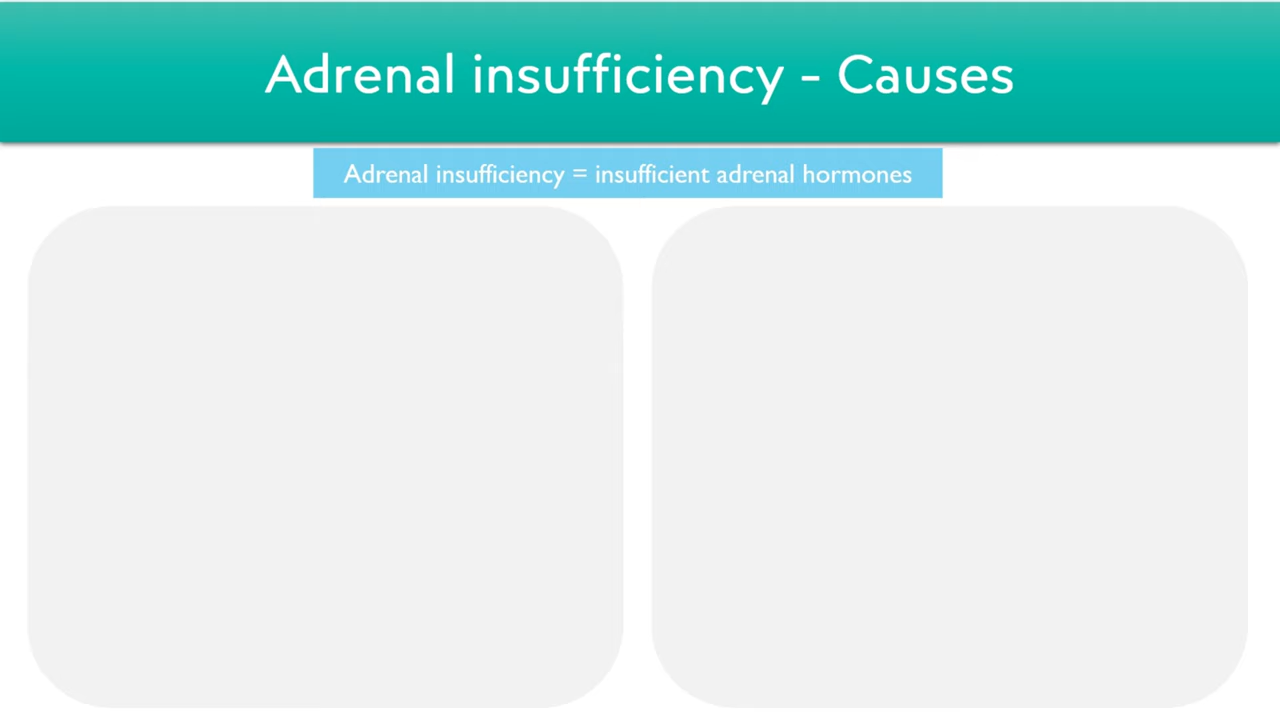 Adrenal insufficiency - Causes
Adrenal insufficiency = insufficient adrenal hormones